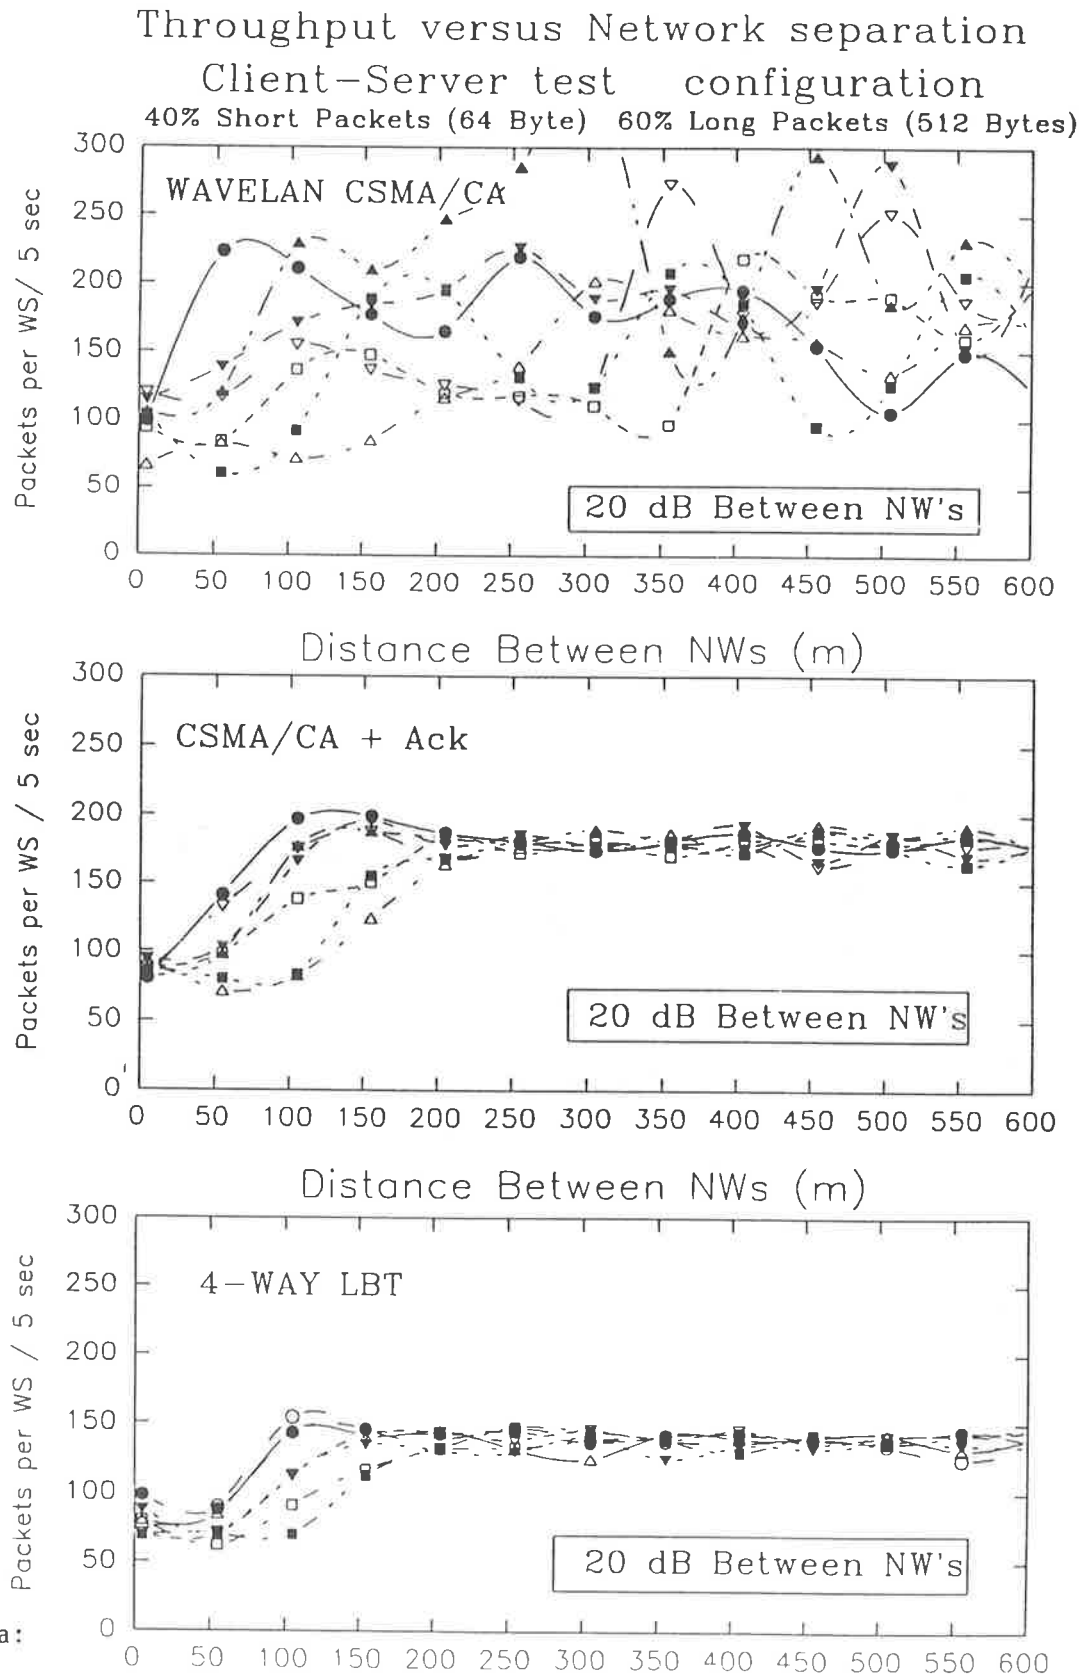 Throughput versus Network separation
Client-Server test configuration
40% Short Packets (64 Byte) 60% Long Packets (512 Bytes)
300
250
200
150
100
50
0
Packets per WS/ 5 sec
WAVELAN CSMA/CA
20 dB Between NW's
0 50 100 150 200 250 300 350 400 450 500 550 600
Distance Between NWs (m)
300
250
200
150
100
50
0
Packets per WS / 5 sec
CSMA/CA + Ack
20 dB Between NW's
0 50 100 150 200 250 300 350 400 450 500 550 600
Distance Between NWs (m)
300
250
200
150
100
50
0
Packets per WS / 5 sec
4-WAY LBT
20 dB Between NW's
a:
0 50 100 150 200 250 300 350 400 450 500 550 600